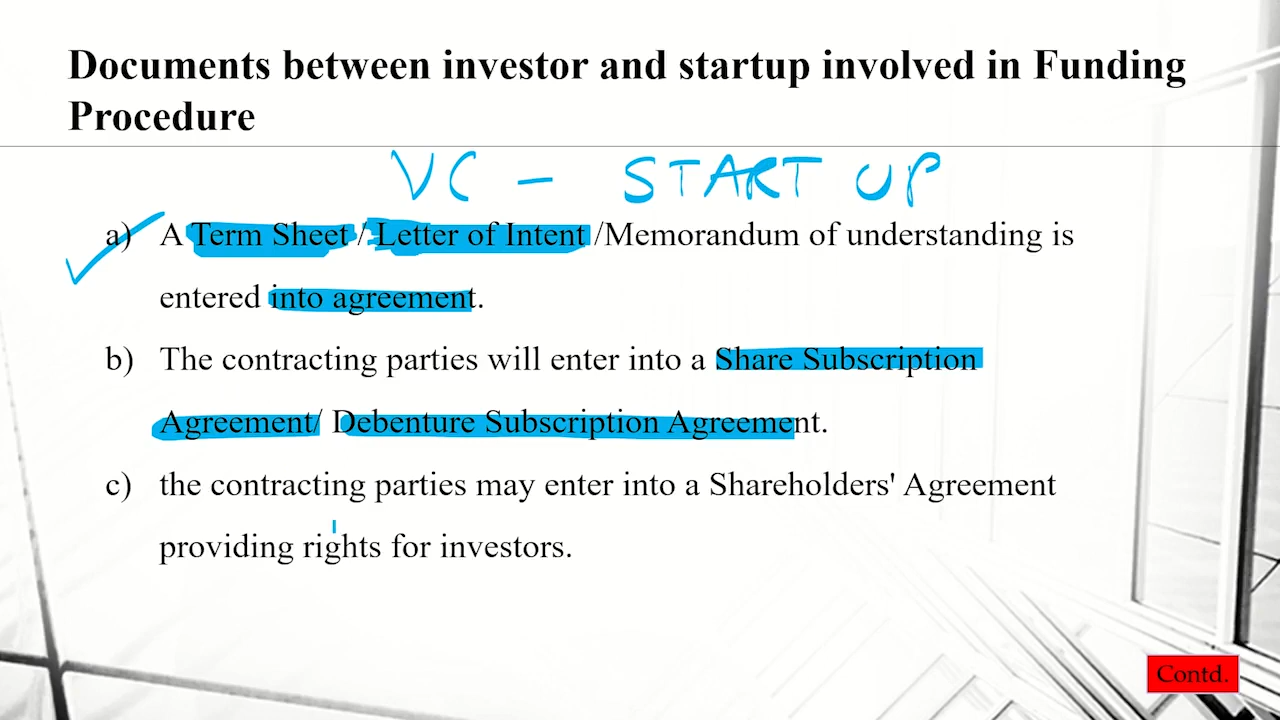 Documents between investor and startup involved in Funding
Procedure
VC - START UP
a) A Term Sheet / Letter of Intent /Memorandum of understanding is
entered into agreement.
b) The contracting parties will enter into a Share Subscription
Agreement/ Debenture Subscription Agreement.
c) the contracting parties may enter into a Shareholders' Agreement
providing rights for investors.
Contd.